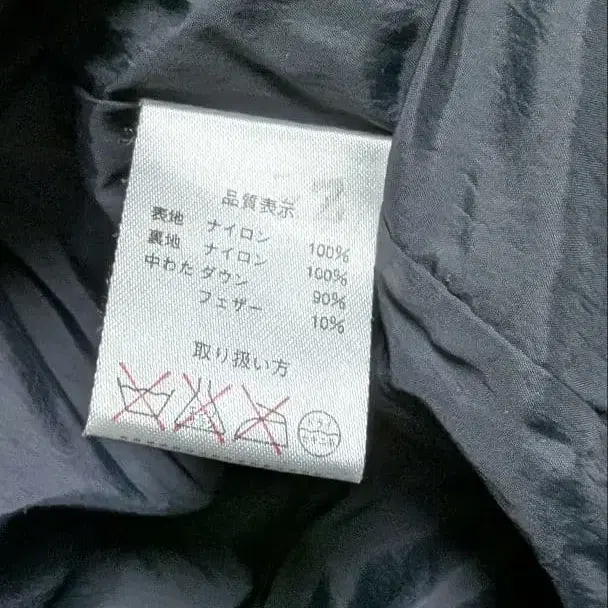 品質表示 2
表地 ナイロン 100%
裏地 ナイロン 100%
中わた ダウン 90%
フェザー 10%
取り扱い方